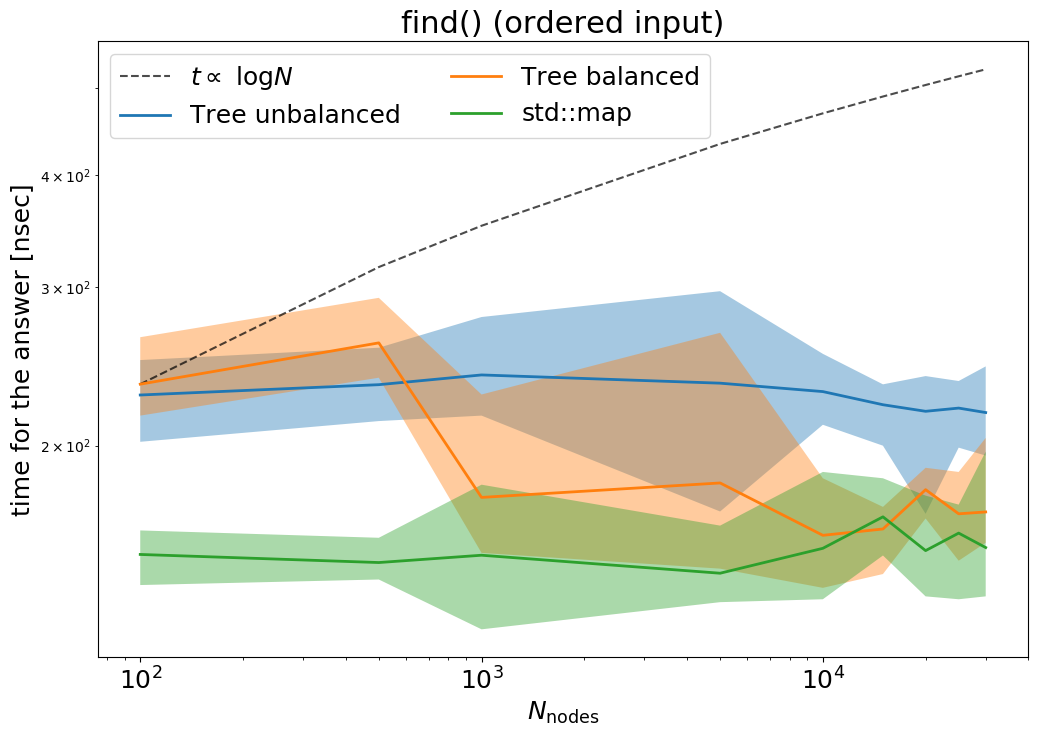 find() (ordered input)
t ∝ logN
Tree unbalanced
Tree balanced
std::map
time for the answer [nsec]
4 × 10²
3 × 10²
2 × 10²
10² 10³ 10⁴
N_nodes